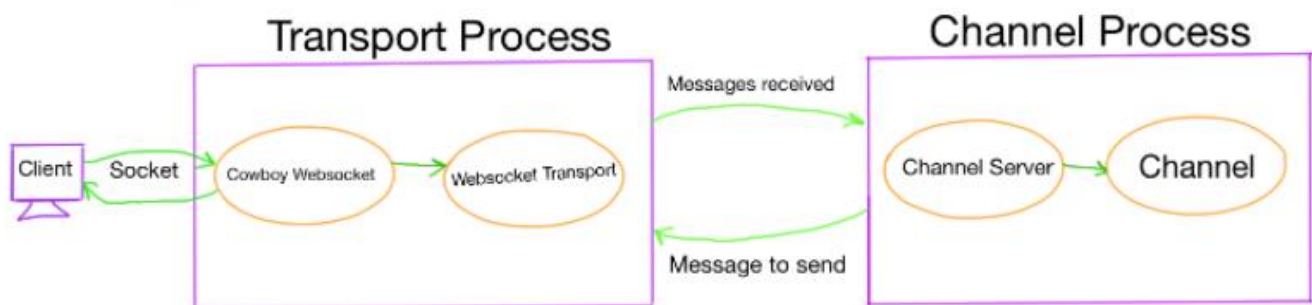 Transport Process
Channel Process
Messages received
Client
Socket
Cowboy Websocket
Websocket Transport
Channel Server
Channel
Message to send